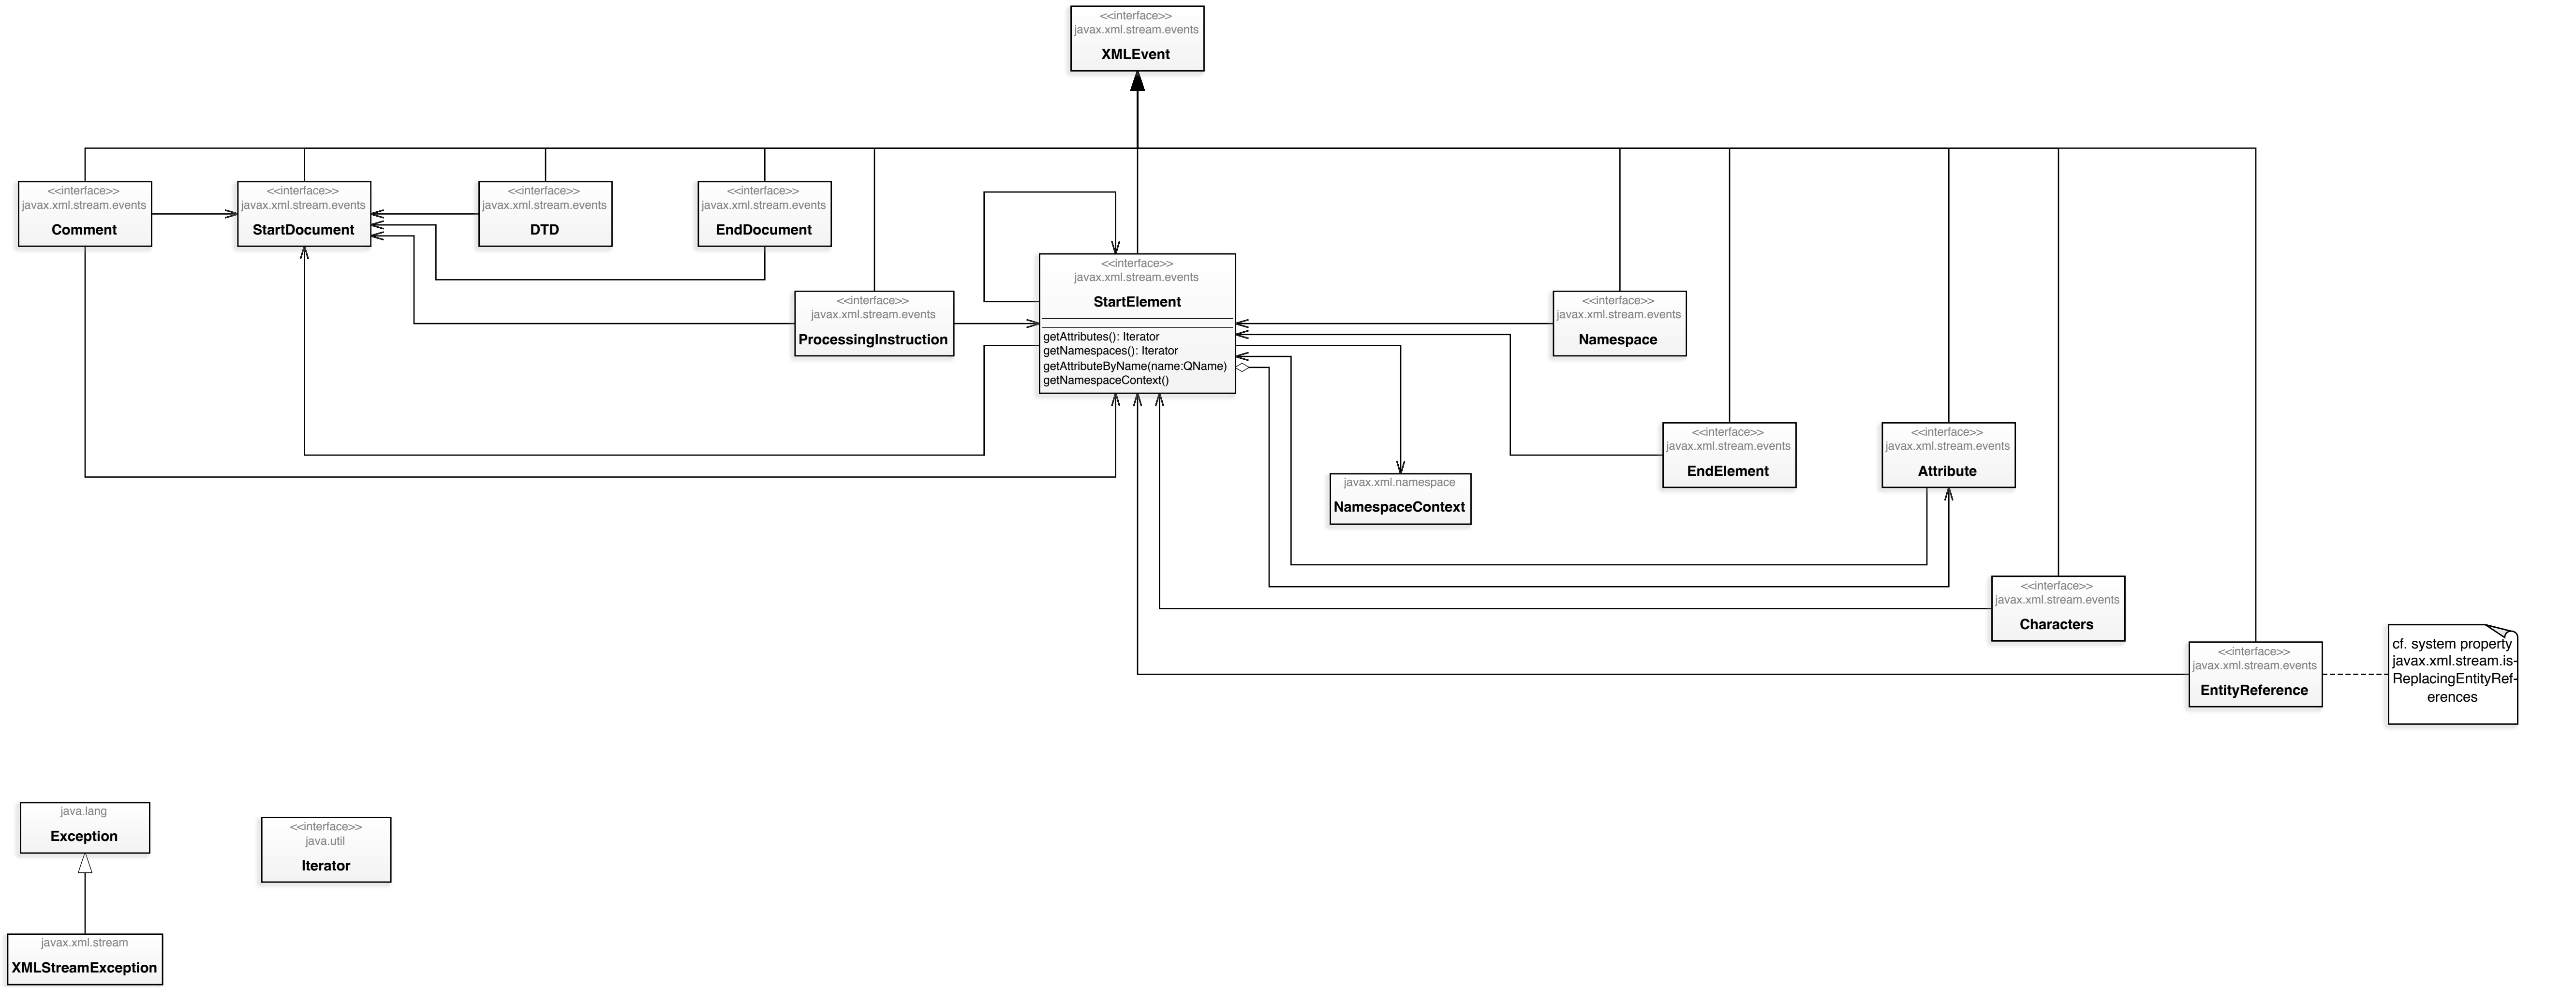 <<interface>>
javax.xml.stream.events
XMLEvent
<<interface>>
javax.xml.stream.events
Comment
<<interface>>
javax.xml.stream.events
StartDocument
<<interface>>
javax.xml.stream.events
DTD
<<interface>>
javax.xml.stream.events
EndDocument
<<interface>>
javax.xml.stream.events
ProcessingInstruction
<<interface>>
javax.xml.stream.events
StartElement
getAttributes(): Iterator
getNamespaces(): Iterator
getAttributeByName(name:QName)
getNamespaceContext()
<<interface>>
javax.xml.stream.events
Namespace
<<interface>>
javax.xml.stream.events
EndElement
<<interface>>
javax.xml.stream.events
Attribute
javax.xml.namespace
NamespaceContext
<<interface>>
javax.xml.stream.events
Characters
<<interface>>
javax.xml.stream.events
EntityReference
cf. system property
javax.xml.stream.is-
ReplacingEntityRef-
erences
java.lang
Exception
<<interface>>
java.util
Iterator
javax.xml.stream
XMLStreamException